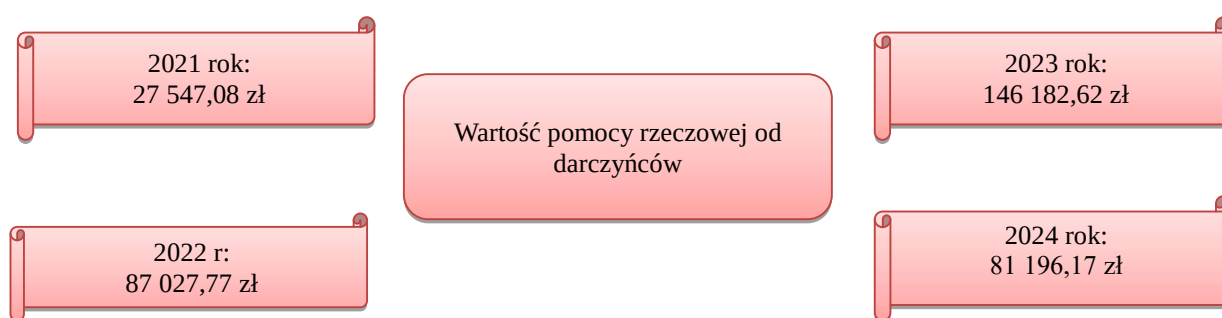 2021 rok:
27 547,08 zł
2023 rok:
146 182,62 zł
Wartość pomocy rzeczowej od
darczyńców
2022 r:
87 027,77 zł
2024 rok:
81 196,17 zł